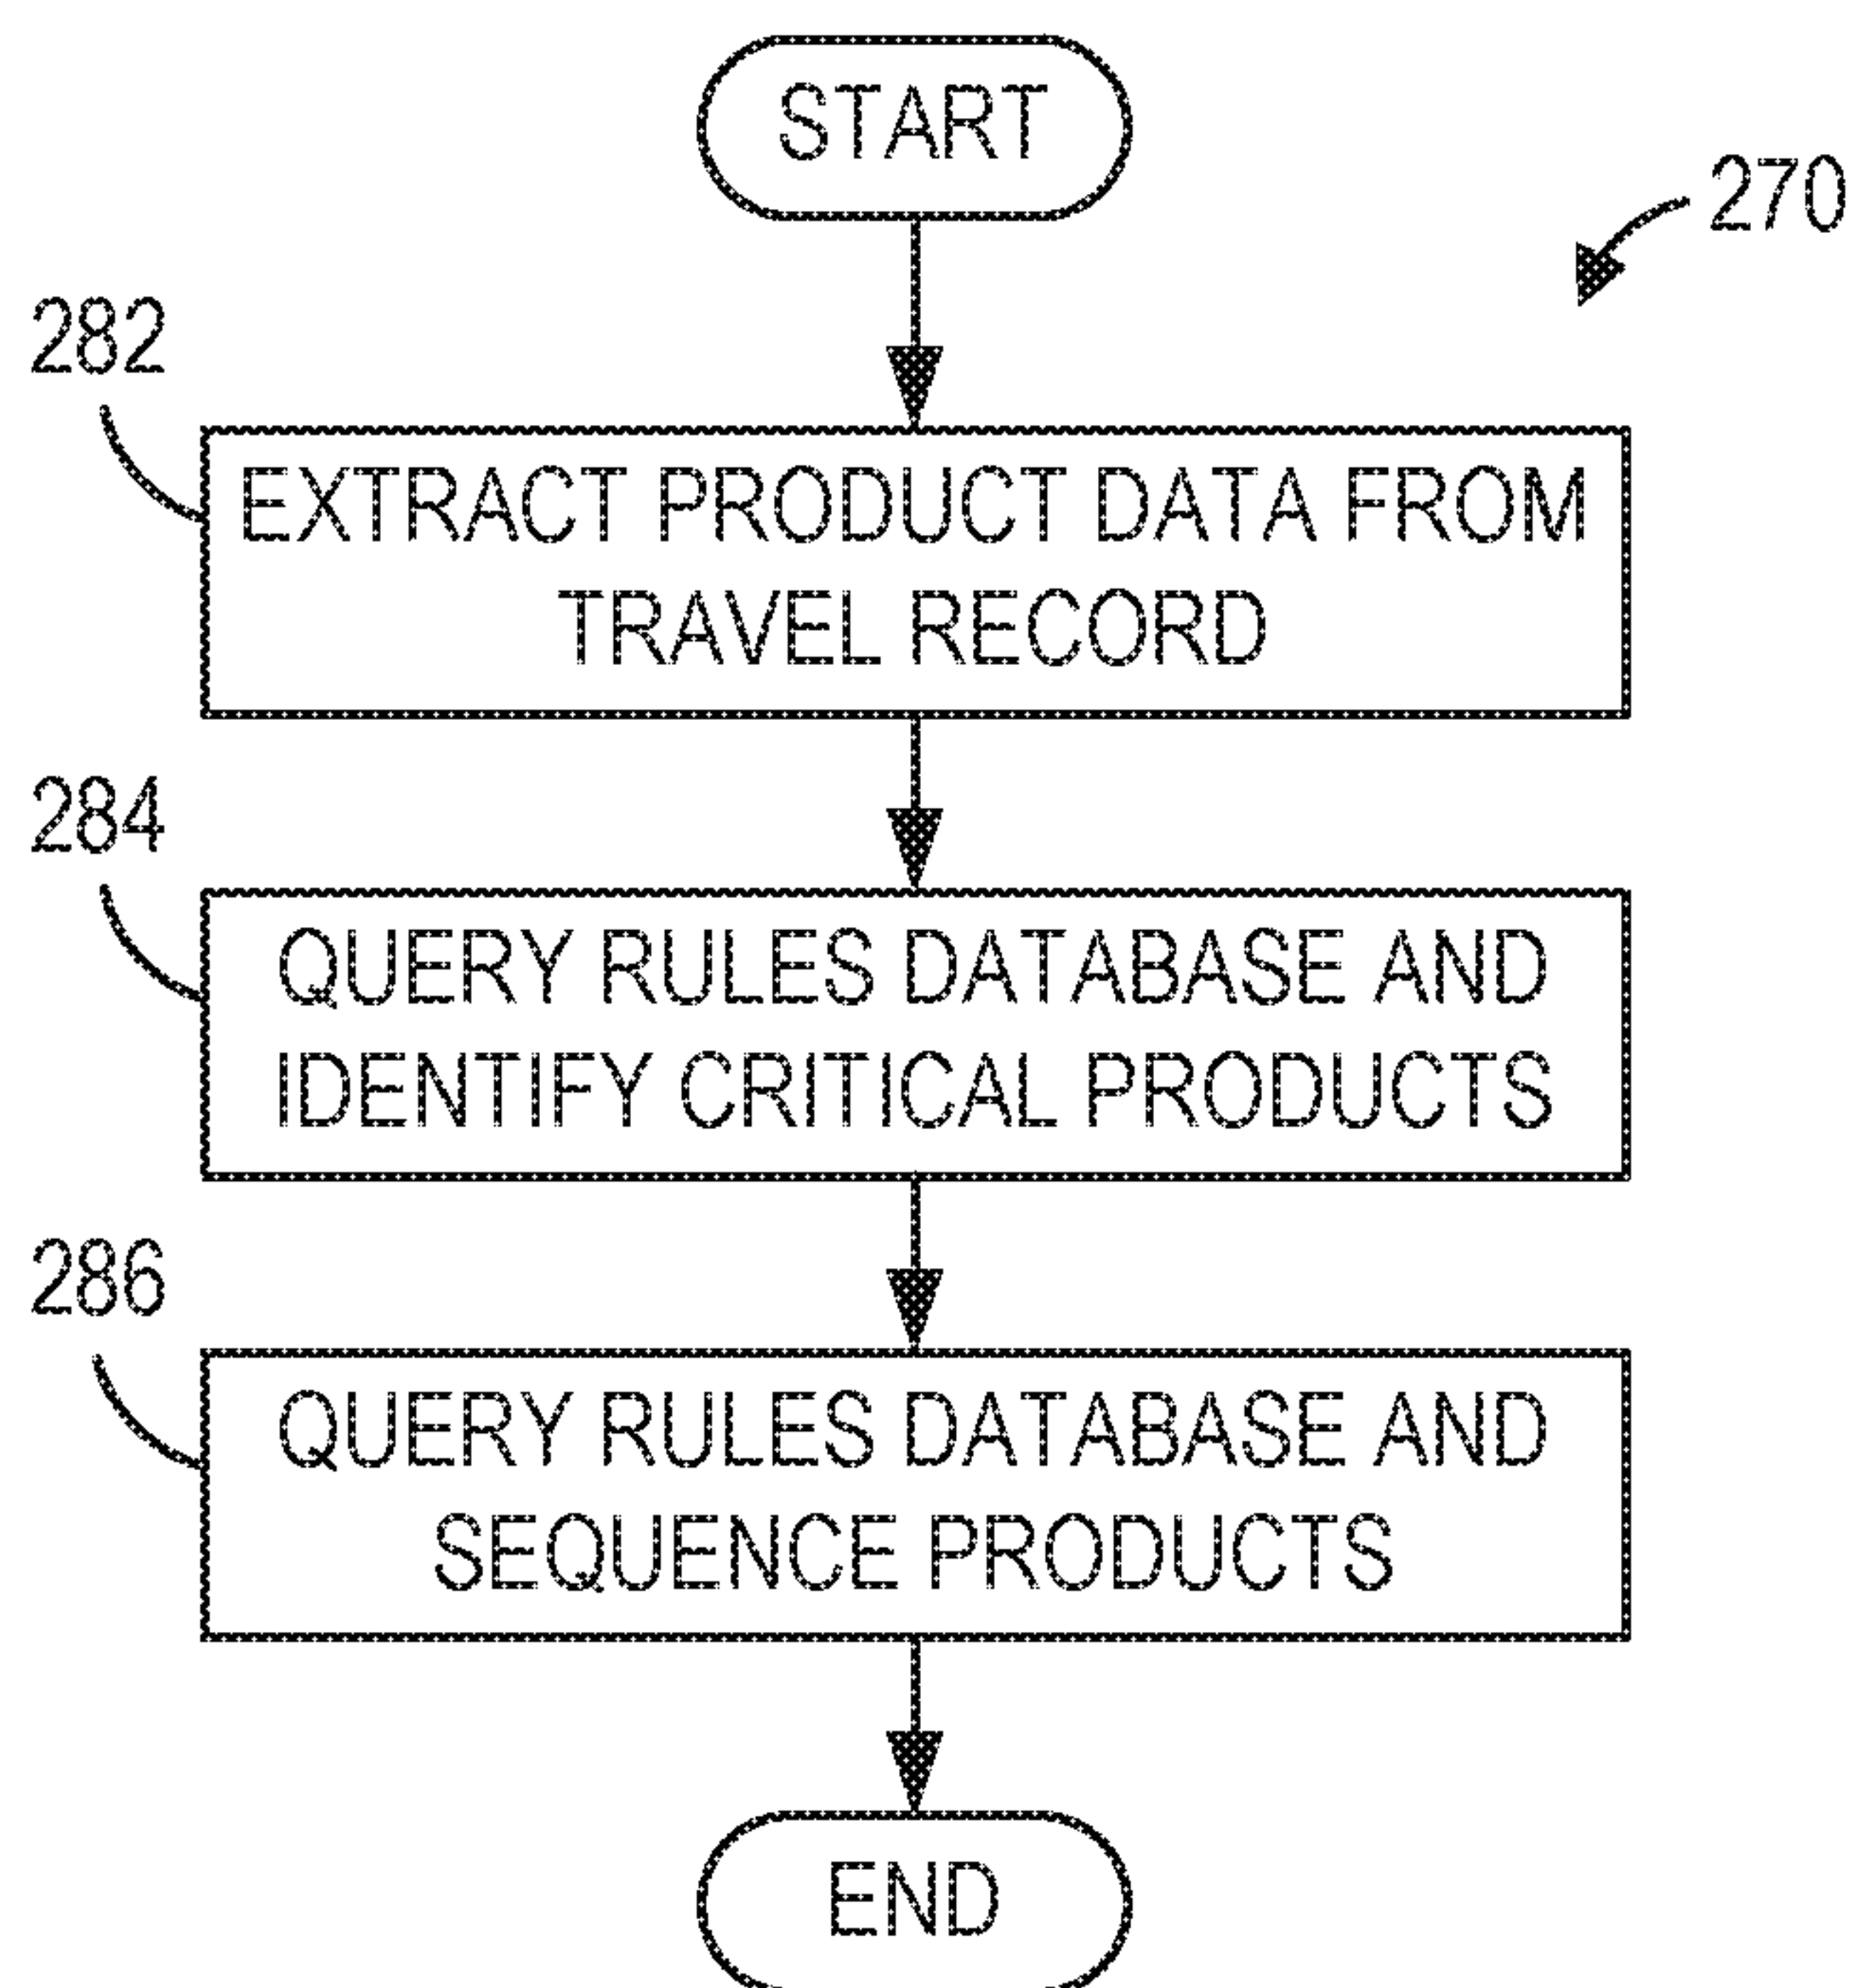 START
270
282
EXTRACT PRODUCT DATA FROM
TRAVEL RECORD
284
QUERY RULES DATABASE AND
IDENTIFY CRITICAL PRODUCTS
286
QUERY RULES DATABASE AND
SEQUENCE PRODUCTS
END